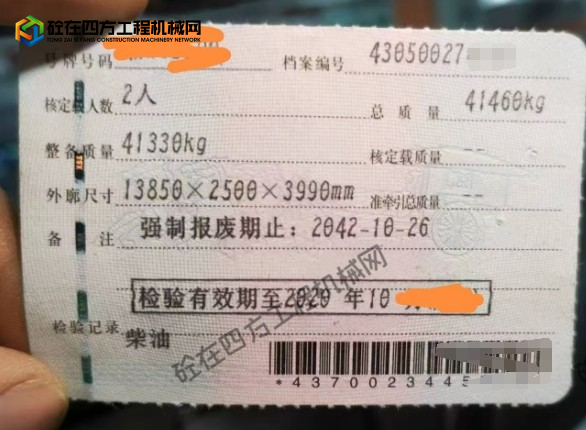 砼在四方工程机械网
TONG ZAI SI FANG CONSTRUCTION MACHINERY NETWORK
号牌号码 档案编号 43050027
核定载人数 2人 总质量 41460kg
整备质量 41330kg 核定载质量 --
外廓尺寸 13850×2500×3990mm 准牵引总质量 --
备注 强制报废期止: 2042-10-26
检验有效期至2020 年10
检验记录
柴油
砼在四方工程机械网
*4370023445